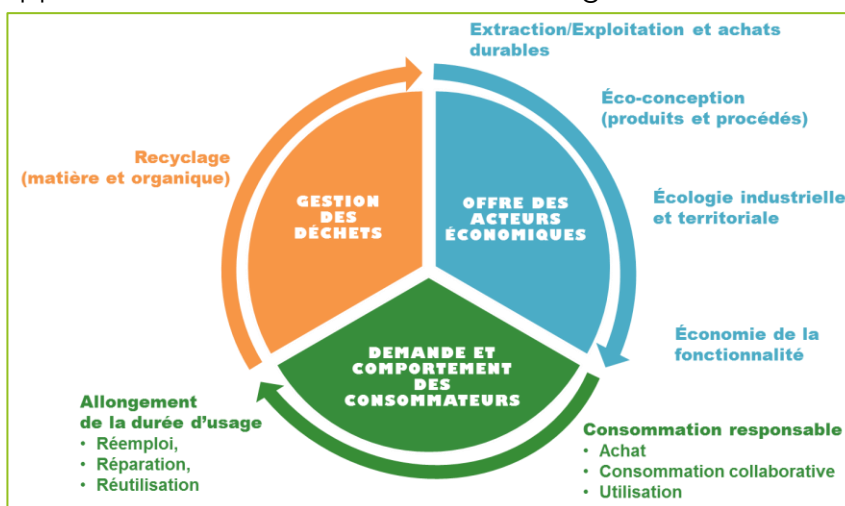 Extraction/Exploitation et achats
durables
Éco-conception
(produits et procédés)
Écologie industrielle
et territoriale
Économie de la
fonctionnalité
Recyclage
(matière et organique)
GESTION
DES
DÉCHETS
OFFRE DES
ACTEURS
ÉCONOMIQUES
DEMANDE ET
COMPORTEMENT
DES
CONSOMMATEURS
Allongement
de la durée d'usage
• Réemploi,
• Réparation,
• Réutilisation
Consommation responsable
• Achat
• Consommation collaborative
• Utilisation